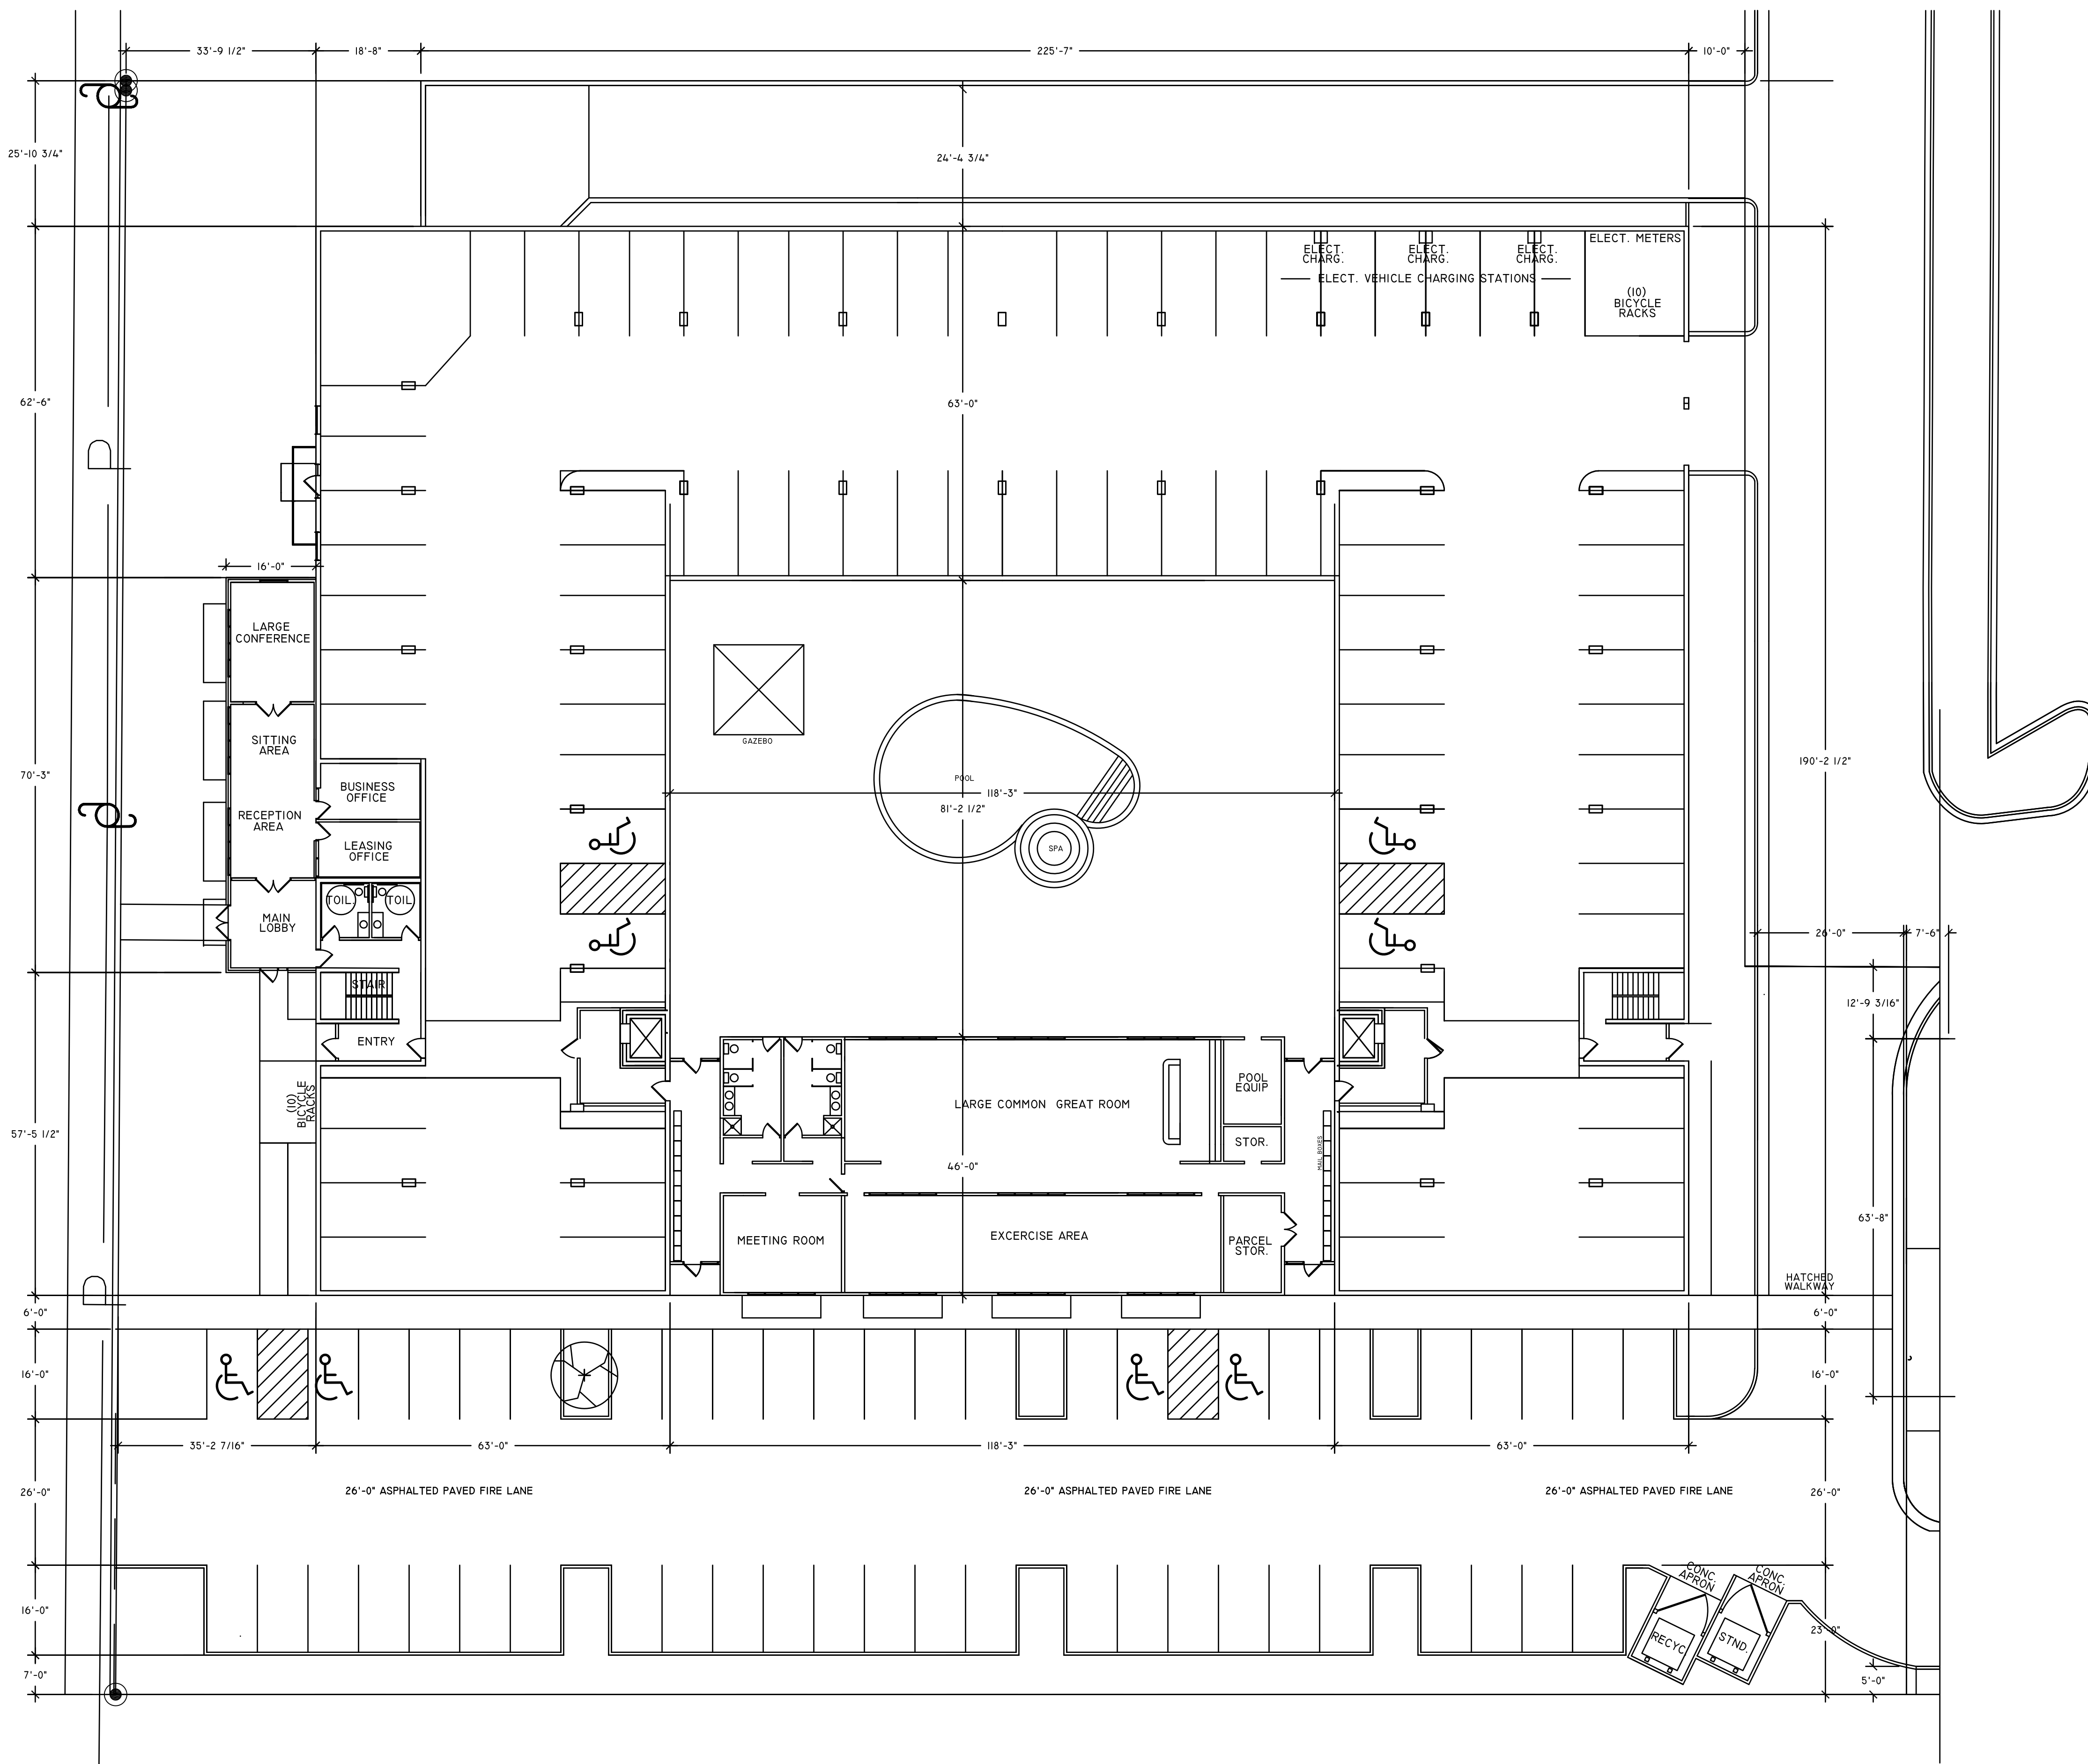 33'-9 1/2"
18'-8"
225'-7"
10'-0"
25'-10 3/4"
24'-4 3/4"
ELECT. METERS
ELECT.
CHARG.
ELECT.
CHARG.
ELECT.
CHARG.
ELECT. VEHICLE CHARGING STATIONS
(10)
BICYCLE
RACKS
62'-6"
63'-0"
16'-0"
LARGE
CONFERENCE
SITTING
AREA
GAZEBO
70'-3"
BUSINESS
OFFICE
POOL
118'-3"
81'-2 1/2"
190'-2 1/2"
RECEPTION
AREA
LEASING
OFFICE
SPA
TOIL.
TOIL.
MAIN
LOBBY
26'-0"
7'-6"
STAIR
12'-9 3/16"
ENTRY
(10)
BICYCLE
RACKS
POOL
EQUIP
LARGE COMMON GREAT ROOM
STOR.
MAIL BOXES
57'-5 1/2"
46'-0"
63'-8"
MEETING ROOM
EXCERCISE AREA
PARCEL
STOR.
HATCHED
WALKWAY
6'-0"
6'-0"
16'-0"
16'-0"
35'-2 7/16"
63'-0"
118'-3"
63'-0"
26'-0"
26'-0" ASPHALTED PAVED FIRE LANE
26'-0" ASPHALTED PAVED FIRE LANE
26'-0" ASPHALTED PAVED FIRE LANE
26'-0"
CONC.
APRON
CONC.
APRON
16'-0"
RECYC.
STND.
23'-0"
7'-0"
5'-0"